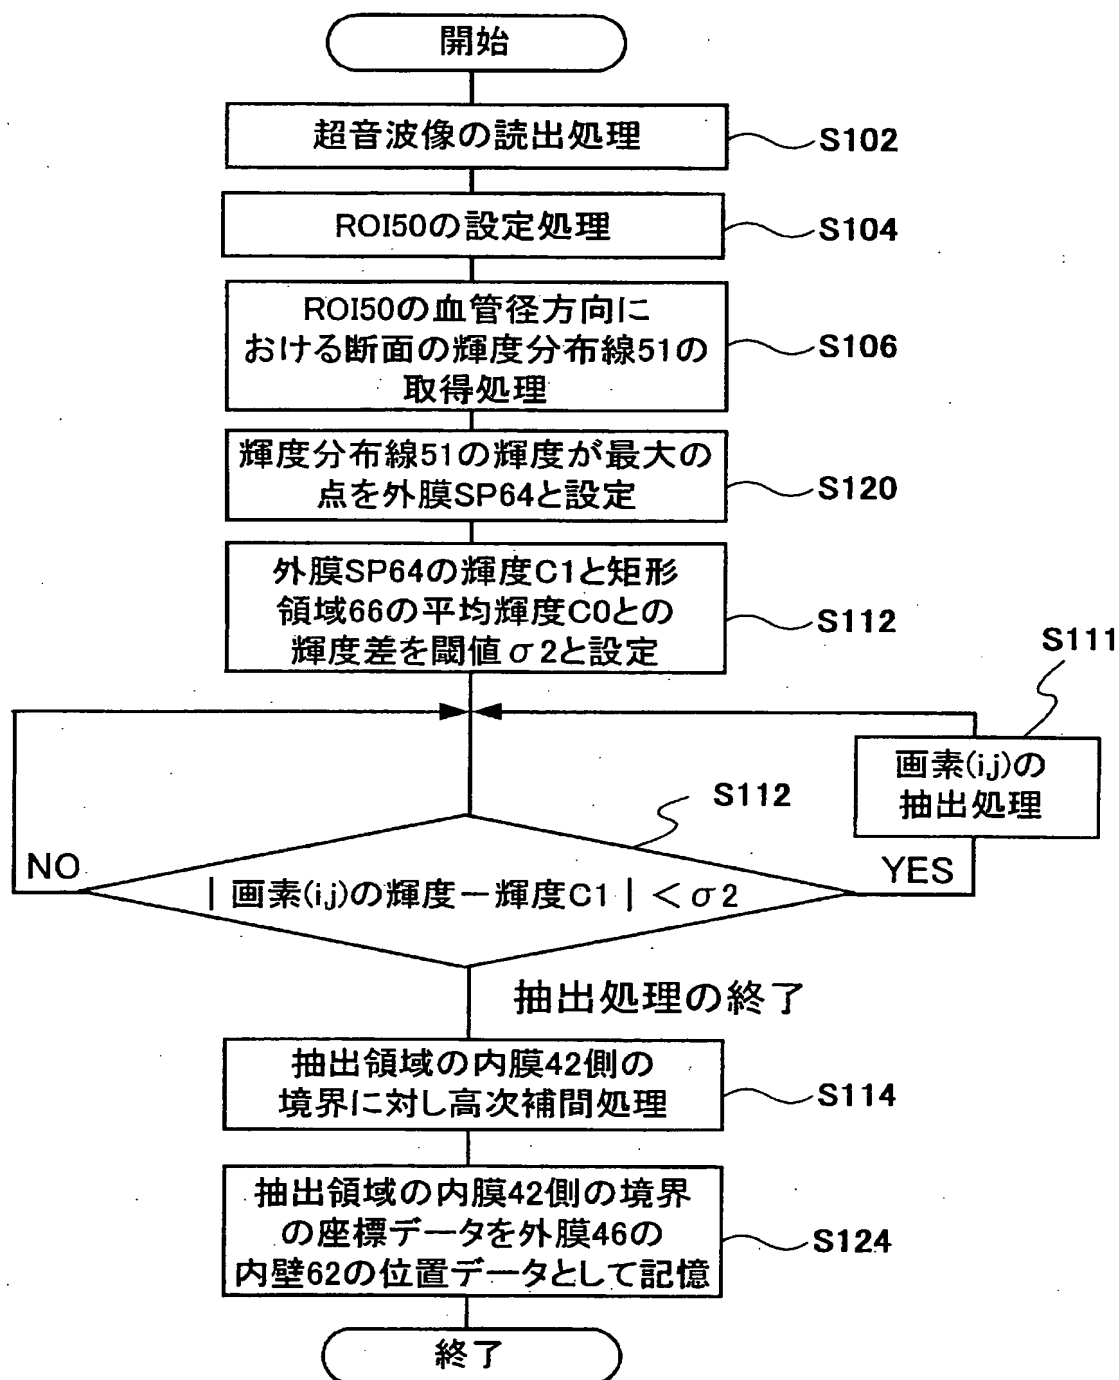 開始
超音波像の読出処理
S102
ROI50の設定処理
S104
ROI50の血管径方向に
おける断面の輝度分布線51の
取得処理
S106
輝度分布線51の輝度が最大の
点を外膜SP64と設定
S120
外膜SP64の輝度C1と矩形
領域66の平均輝度C0との
輝度差を閾値σ2と設定
S112
S111
画素(i,j)の
抽出処理
S112
NO
|画素(i,j)の輝度-輝度C1|<σ2
YES
抽出処理の終了
抽出領域の内膜42側の
境界に対し高次補間処理
S114
抽出領域の内膜42側の境界
の座標データを外膜46の
内壁62の位置データとして記憶
S124
終了